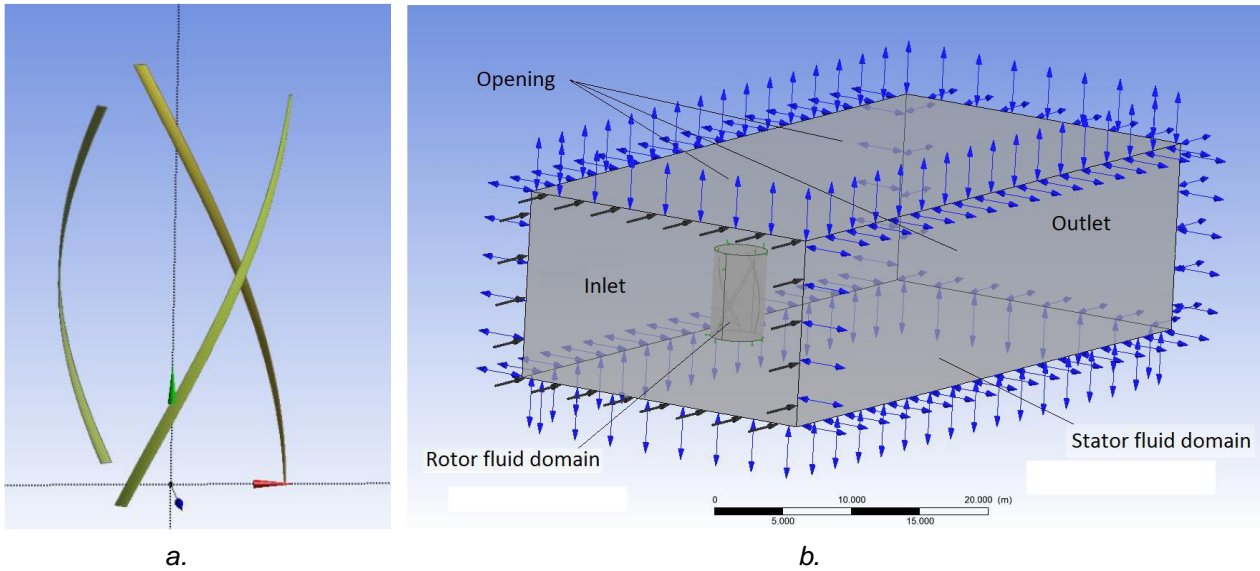 Opening
Inlet
Outlet
Rotor fluid domain
Stator fluid domain
0 10.000 20.000 (m)
5.000 15.000
a. b.